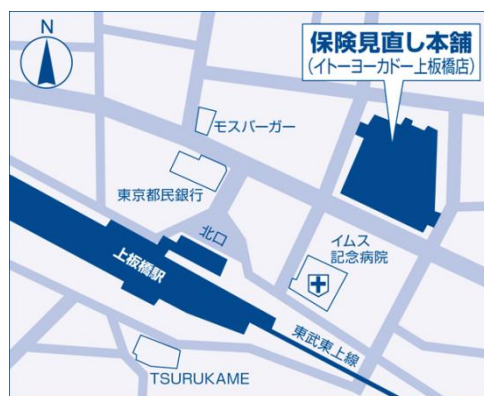 N
保険見直し本舗
(イトーヨーカドー上板橋店)
モスバーガー
東京都民銀行
北口
イムス
記念病院
上板橋駅
東武東上線
TSURUKAME